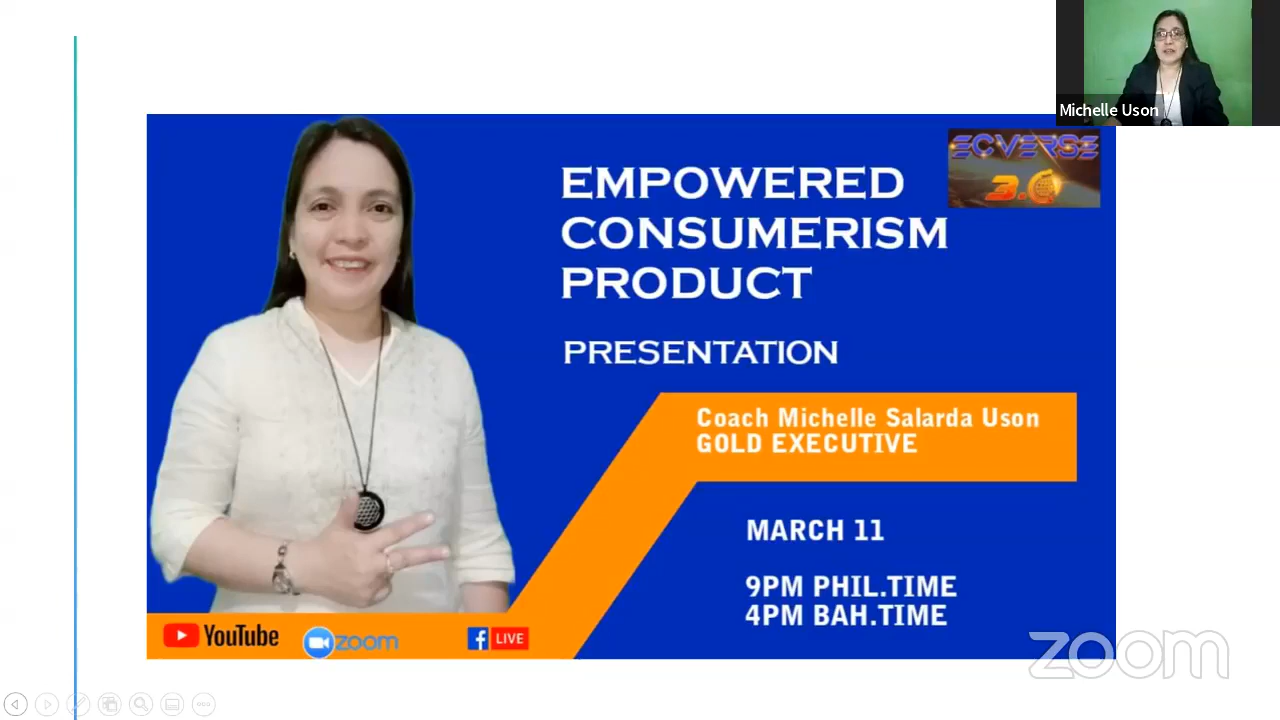 Michelle Uson
ECVERSE
3.0
EMPOWERED
CONSUMERISM
PRODUCT
PRESENTATION
Coach Michelle Salarda Uson
GOLD EXECUTIVE
MARCH 11
9PM PHIL.TIME
4PM BAH.TIME
YouTube
zoom
f LIVE
zoom